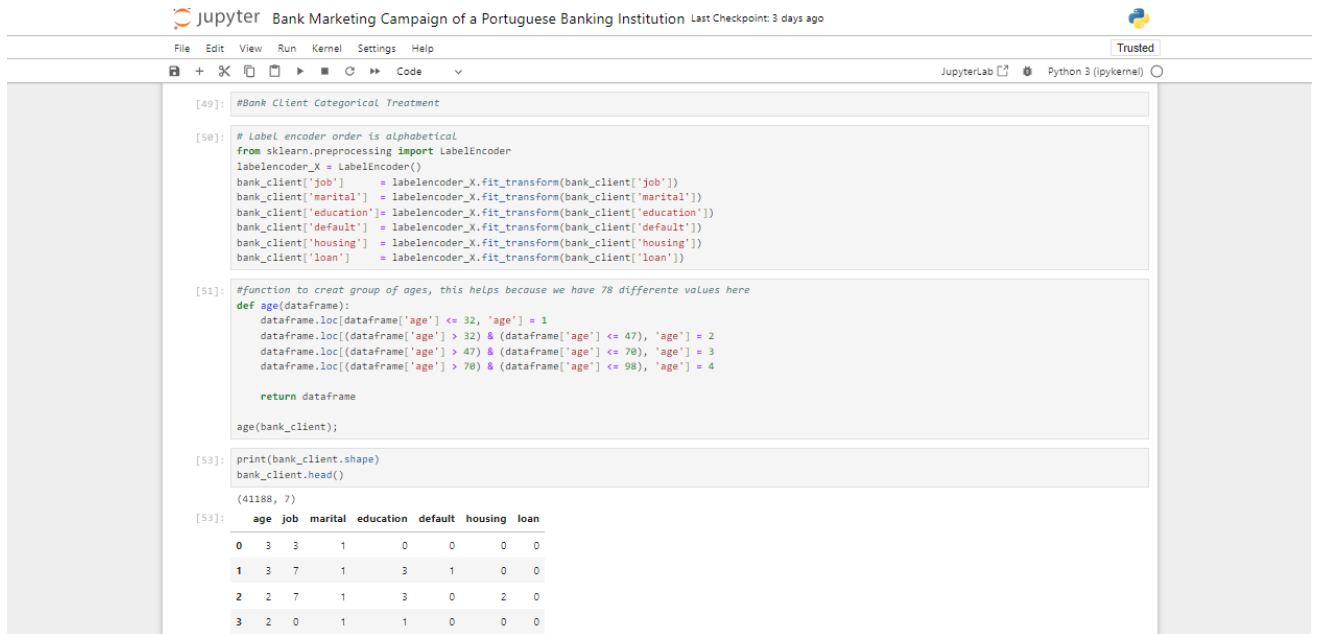 jupyter Bank Marketing Campaign of a Portuguese Banking Institution Last Checkpoint: 3 days ago
File Edit View Run Kernel Settings Help Trusted
Code JupyterLab Python 3 (ipykernel)
[49]: #Bank Client Categorical Treatment
[50]: # Label encoder order is alphabetical
from sklearn.preprocessing import LabelEncoder
labelencoder_X = LabelEncoder()
bank_client['job']      = labelencoder_X.fit_transform(bank_client['job'])
bank_client['marital']  = labelencoder_X.fit_transform(bank_client['marital'])
bank_client['education']= labelencoder_X.fit_transform(bank_client['education'])
bank_client['default']  = labelencoder_X.fit_transform(bank_client['default'])
bank_client['housing']  = labelencoder_X.fit_transform(bank_client['housing'])
bank_client['loan']     = labelencoder_X.fit_transform(bank_client['loan'])
[51]: #function to creat group of ages, this helps because we have 78 differente values here
def age(dataframe):
    dataframe.loc[dataframe['age'] <= 32, 'age'] = 1
    dataframe.loc[(dataframe['age'] > 32) & (dataframe['age'] <= 47), 'age'] = 2
    dataframe.loc[(dataframe['age'] > 47) & (dataframe['age'] <= 70), 'age'] = 3
    dataframe.loc[(dataframe['age'] > 70) & (dataframe['age'] <= 98), 'age'] = 4
    return dataframe
age(bank_client);
[53]: print(bank_client.shape)
bank_client.head()
(41188, 7)
[53]: age job marital education default housing loan
0 3 3 1 0 0 0 0
1 3 7 1 3 1 0 0
2 2 7 1 3 0 2 0
3 2 0 1 1 0 0 0